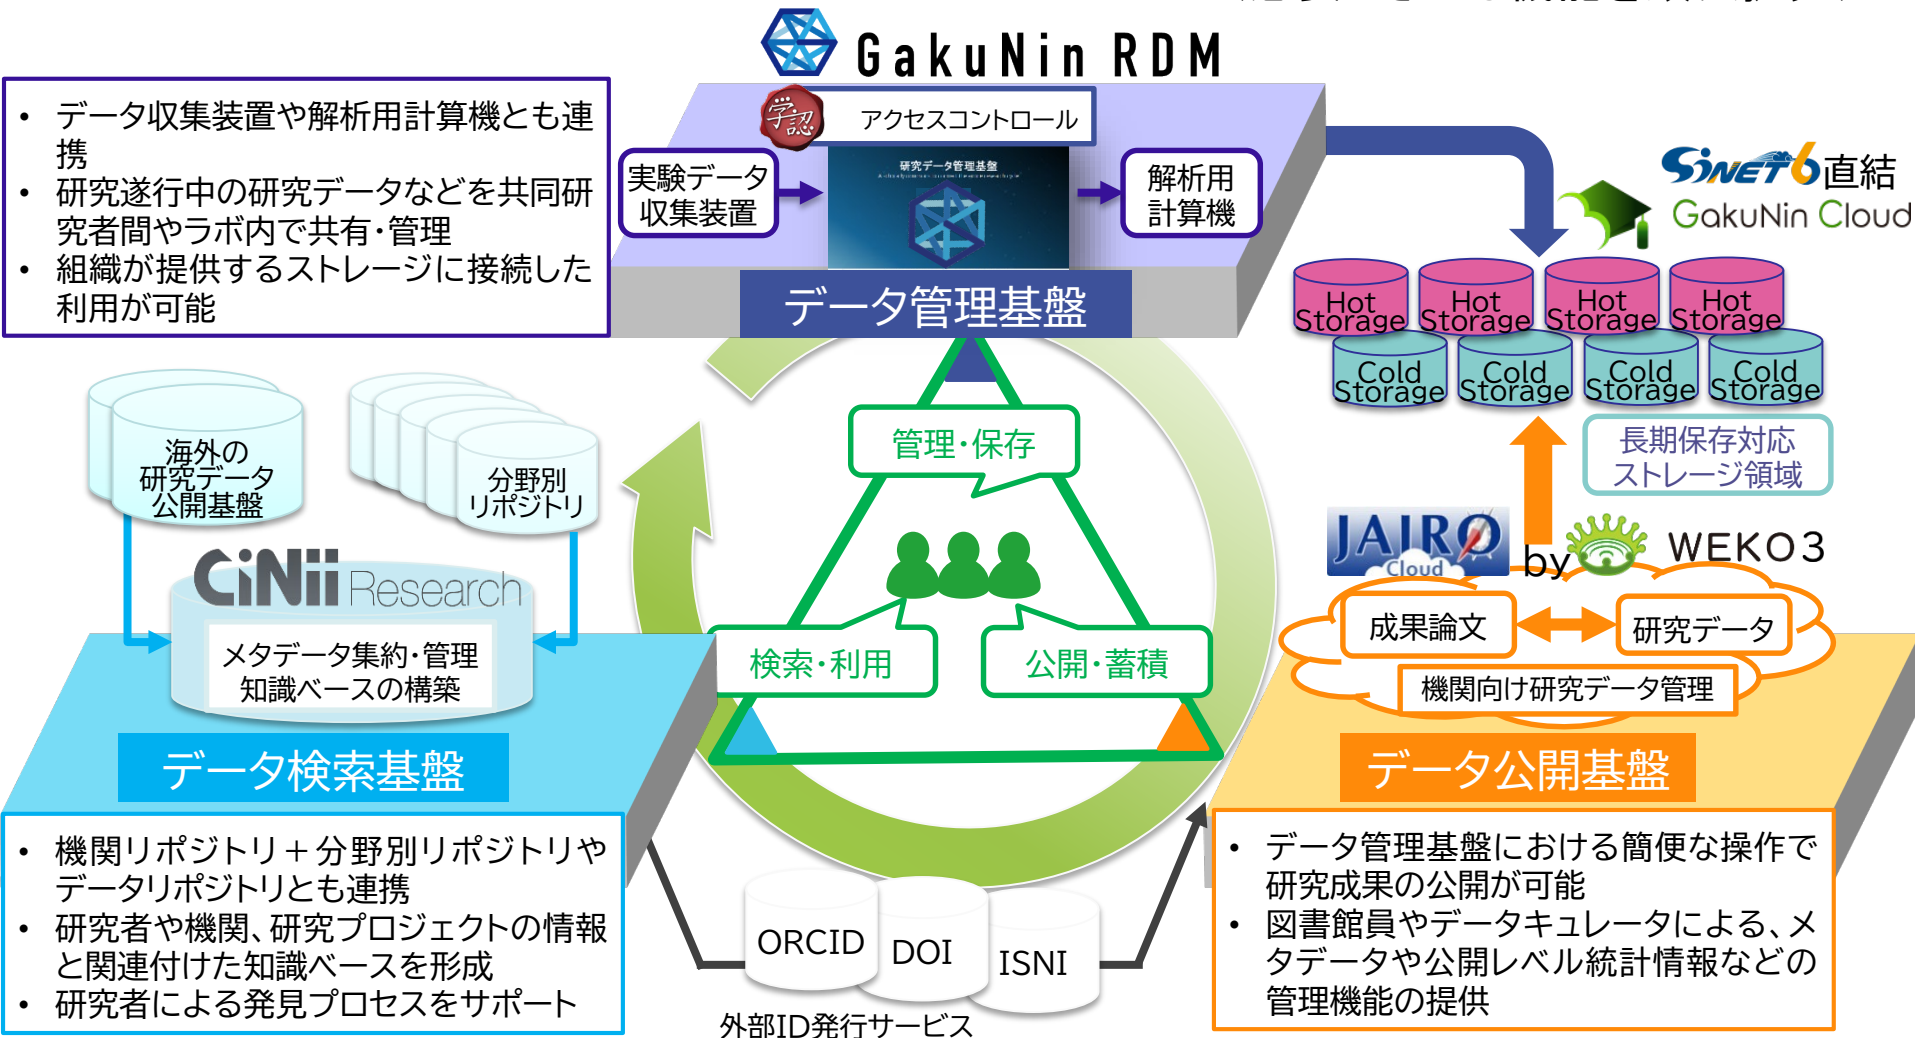 GakuNin RDM
・ データ収集装置や解析用計算機とも連
携
・ 研究遂行中の研究データなどを共同研
究者間やラボ内で共有・管理
・ 組織が提供するストレージに接続した
利用が可能
学認
アクセスコントロール
実験データ
収集装置
研究データ管理基盤
解析用
計算機
データ管理基盤
SINET6直結
GakuNin Cloud
Hot
Storage
Hot
Storage
Hot
Storage
Hot
Storage
Cold
Storage
Cold
Storage
Cold
Storage
Cold
Storage
長期保存対応
ストレージ領域
海外の
研究データ
公開基盤
分野別
リポジトリ
CiNii Research
メタデータ集約・管理
知識ベースの構築
データ検索基盤
管理・保存
検索・利用
公開・蓄積
JAIRO
Cloud
by
WEKO3
成果論文
研究データ
機関向け研究データ管理
データ公開基盤
・ 機関リポジトリ＋分野別リポジトリや
データリポジトリとも連携
・ 研究者や機関、研究プロジェクトの情報
と関連付けた知識ベースを形成
・ 研究者による発見プロセスをサポート
ORCID
DOI
ISNI
外部ID発行サービス
・ データ管理基盤における簡便な操作で
研究成果の公開が可能
・ 図書館員やデータキュレータによる、メ
タデータや公開レベル統計情報などの
管理機能の提供